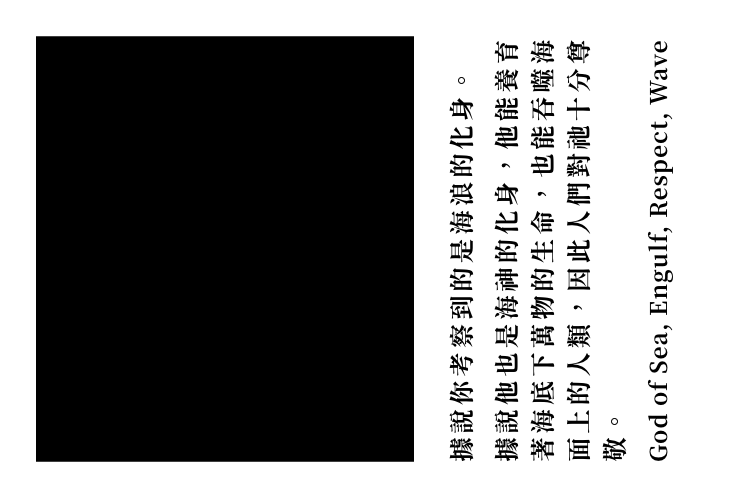 據說你考察到的是海浪的化身。
據說他也是海神的化身，他能養育
著海底下萬物的生命，也能吞噬海
面上的人類，因此人們對祂十分尊
敬。
God of Sea, Engulf, Respect, Wave